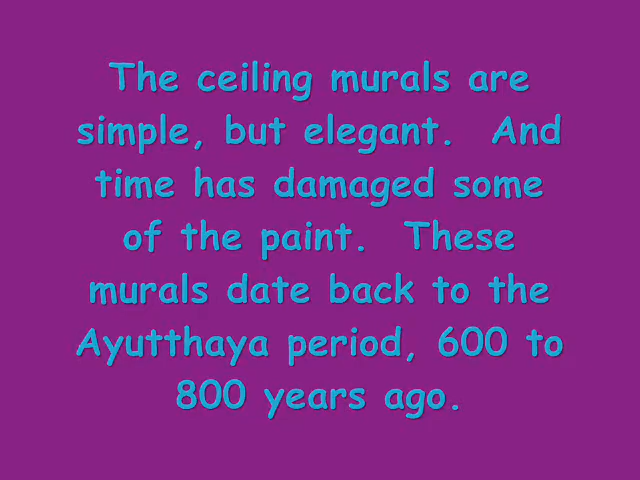 The ceiling murals are
simple, but elegant.  And
time has damaged some
of the paint.  These
murals date back to the
Ayutthaya period, 600 to
800 years ago.